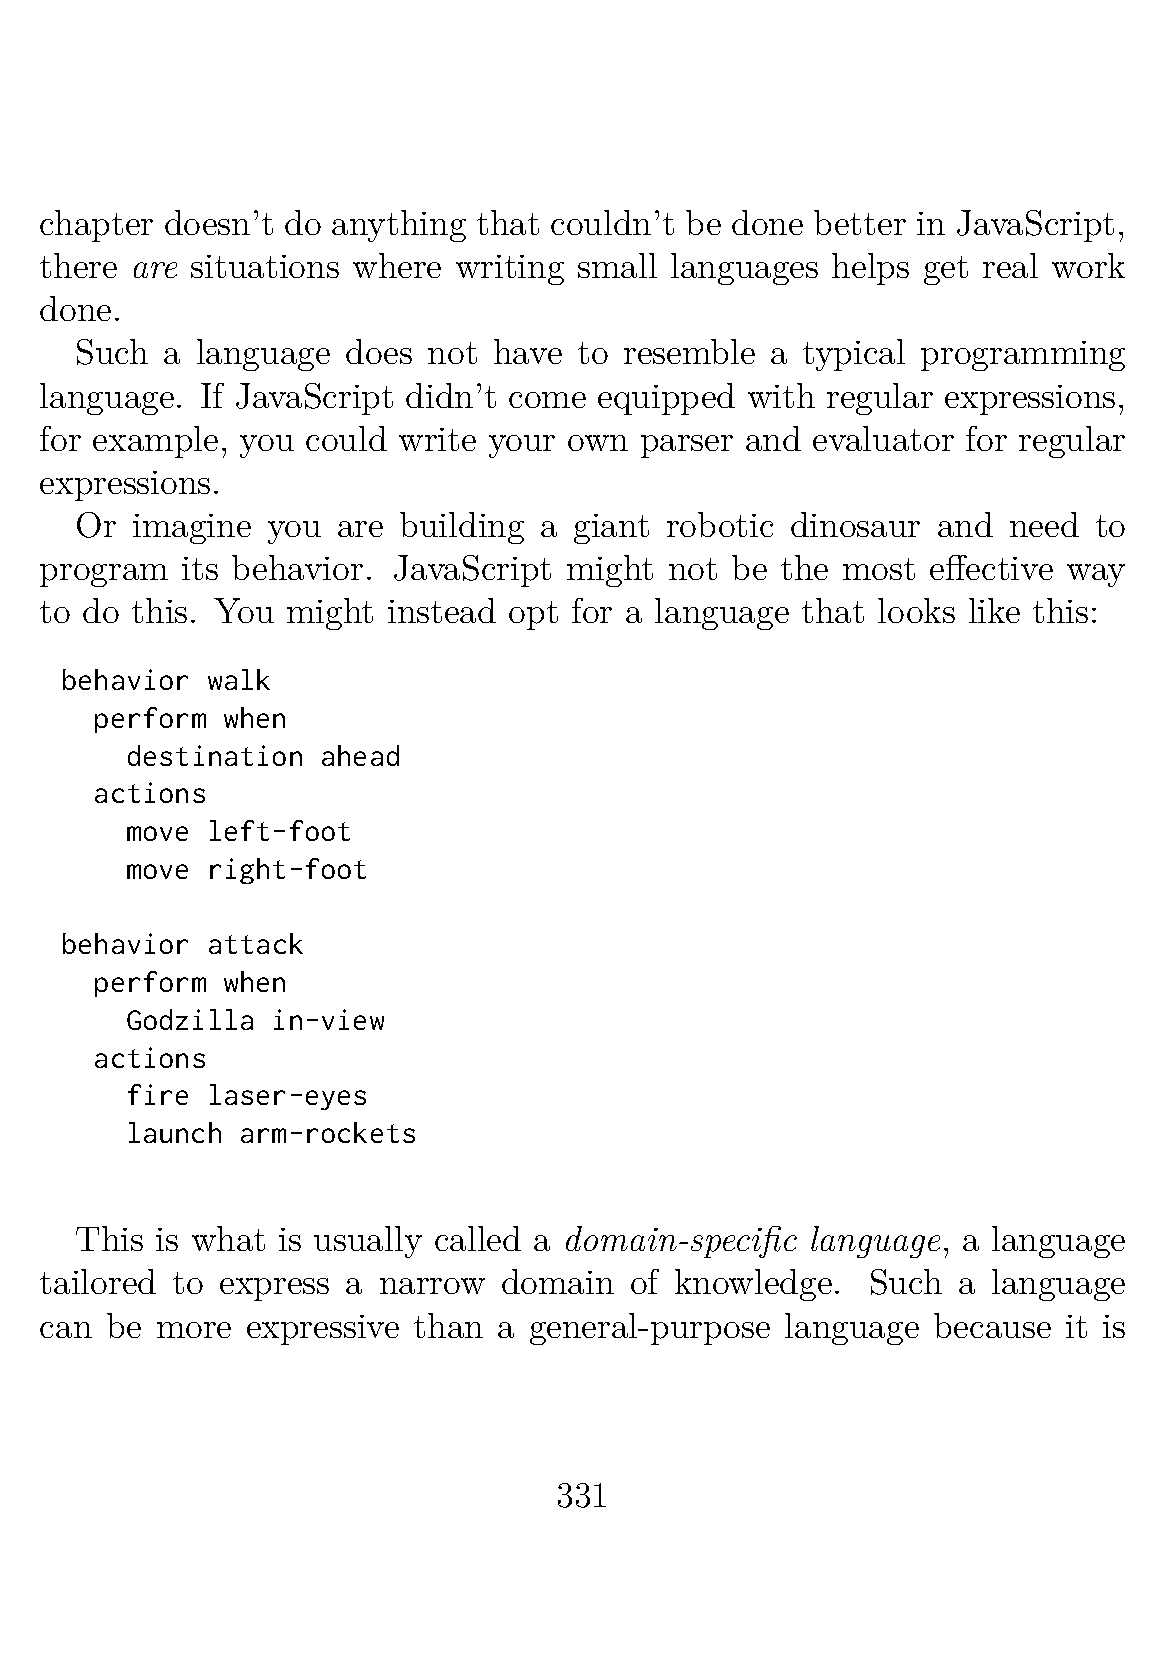 chapter doesn't do anything that couldn't be done better in JavaScript,
there are situations where writing small languages helps get real work
done.
Such a language does not have to resemble a typical programming
language. If JavaScript didn't come equipped with regular expressions,
for example, you could write your own parser and evaluator for regular
expressions.
Or imagine you are building a giant robotic dinosaur and need to
program its behavior. JavaScript might not be the most effective way
to do this. You might instead opt for a language that looks like this:
behavior walk
  perform when
    destination ahead
  actions
    move left-foot
    move right-foot

behavior attack
  perform when
    Godzilla in-view
  actions
    fire laser-eyes
    launch arm-rockets

This is what is usually called a domain-specific language, a language
tailored to express a narrow domain of knowledge. Such a language
can be more expressive than a general-purpose language because it is
331